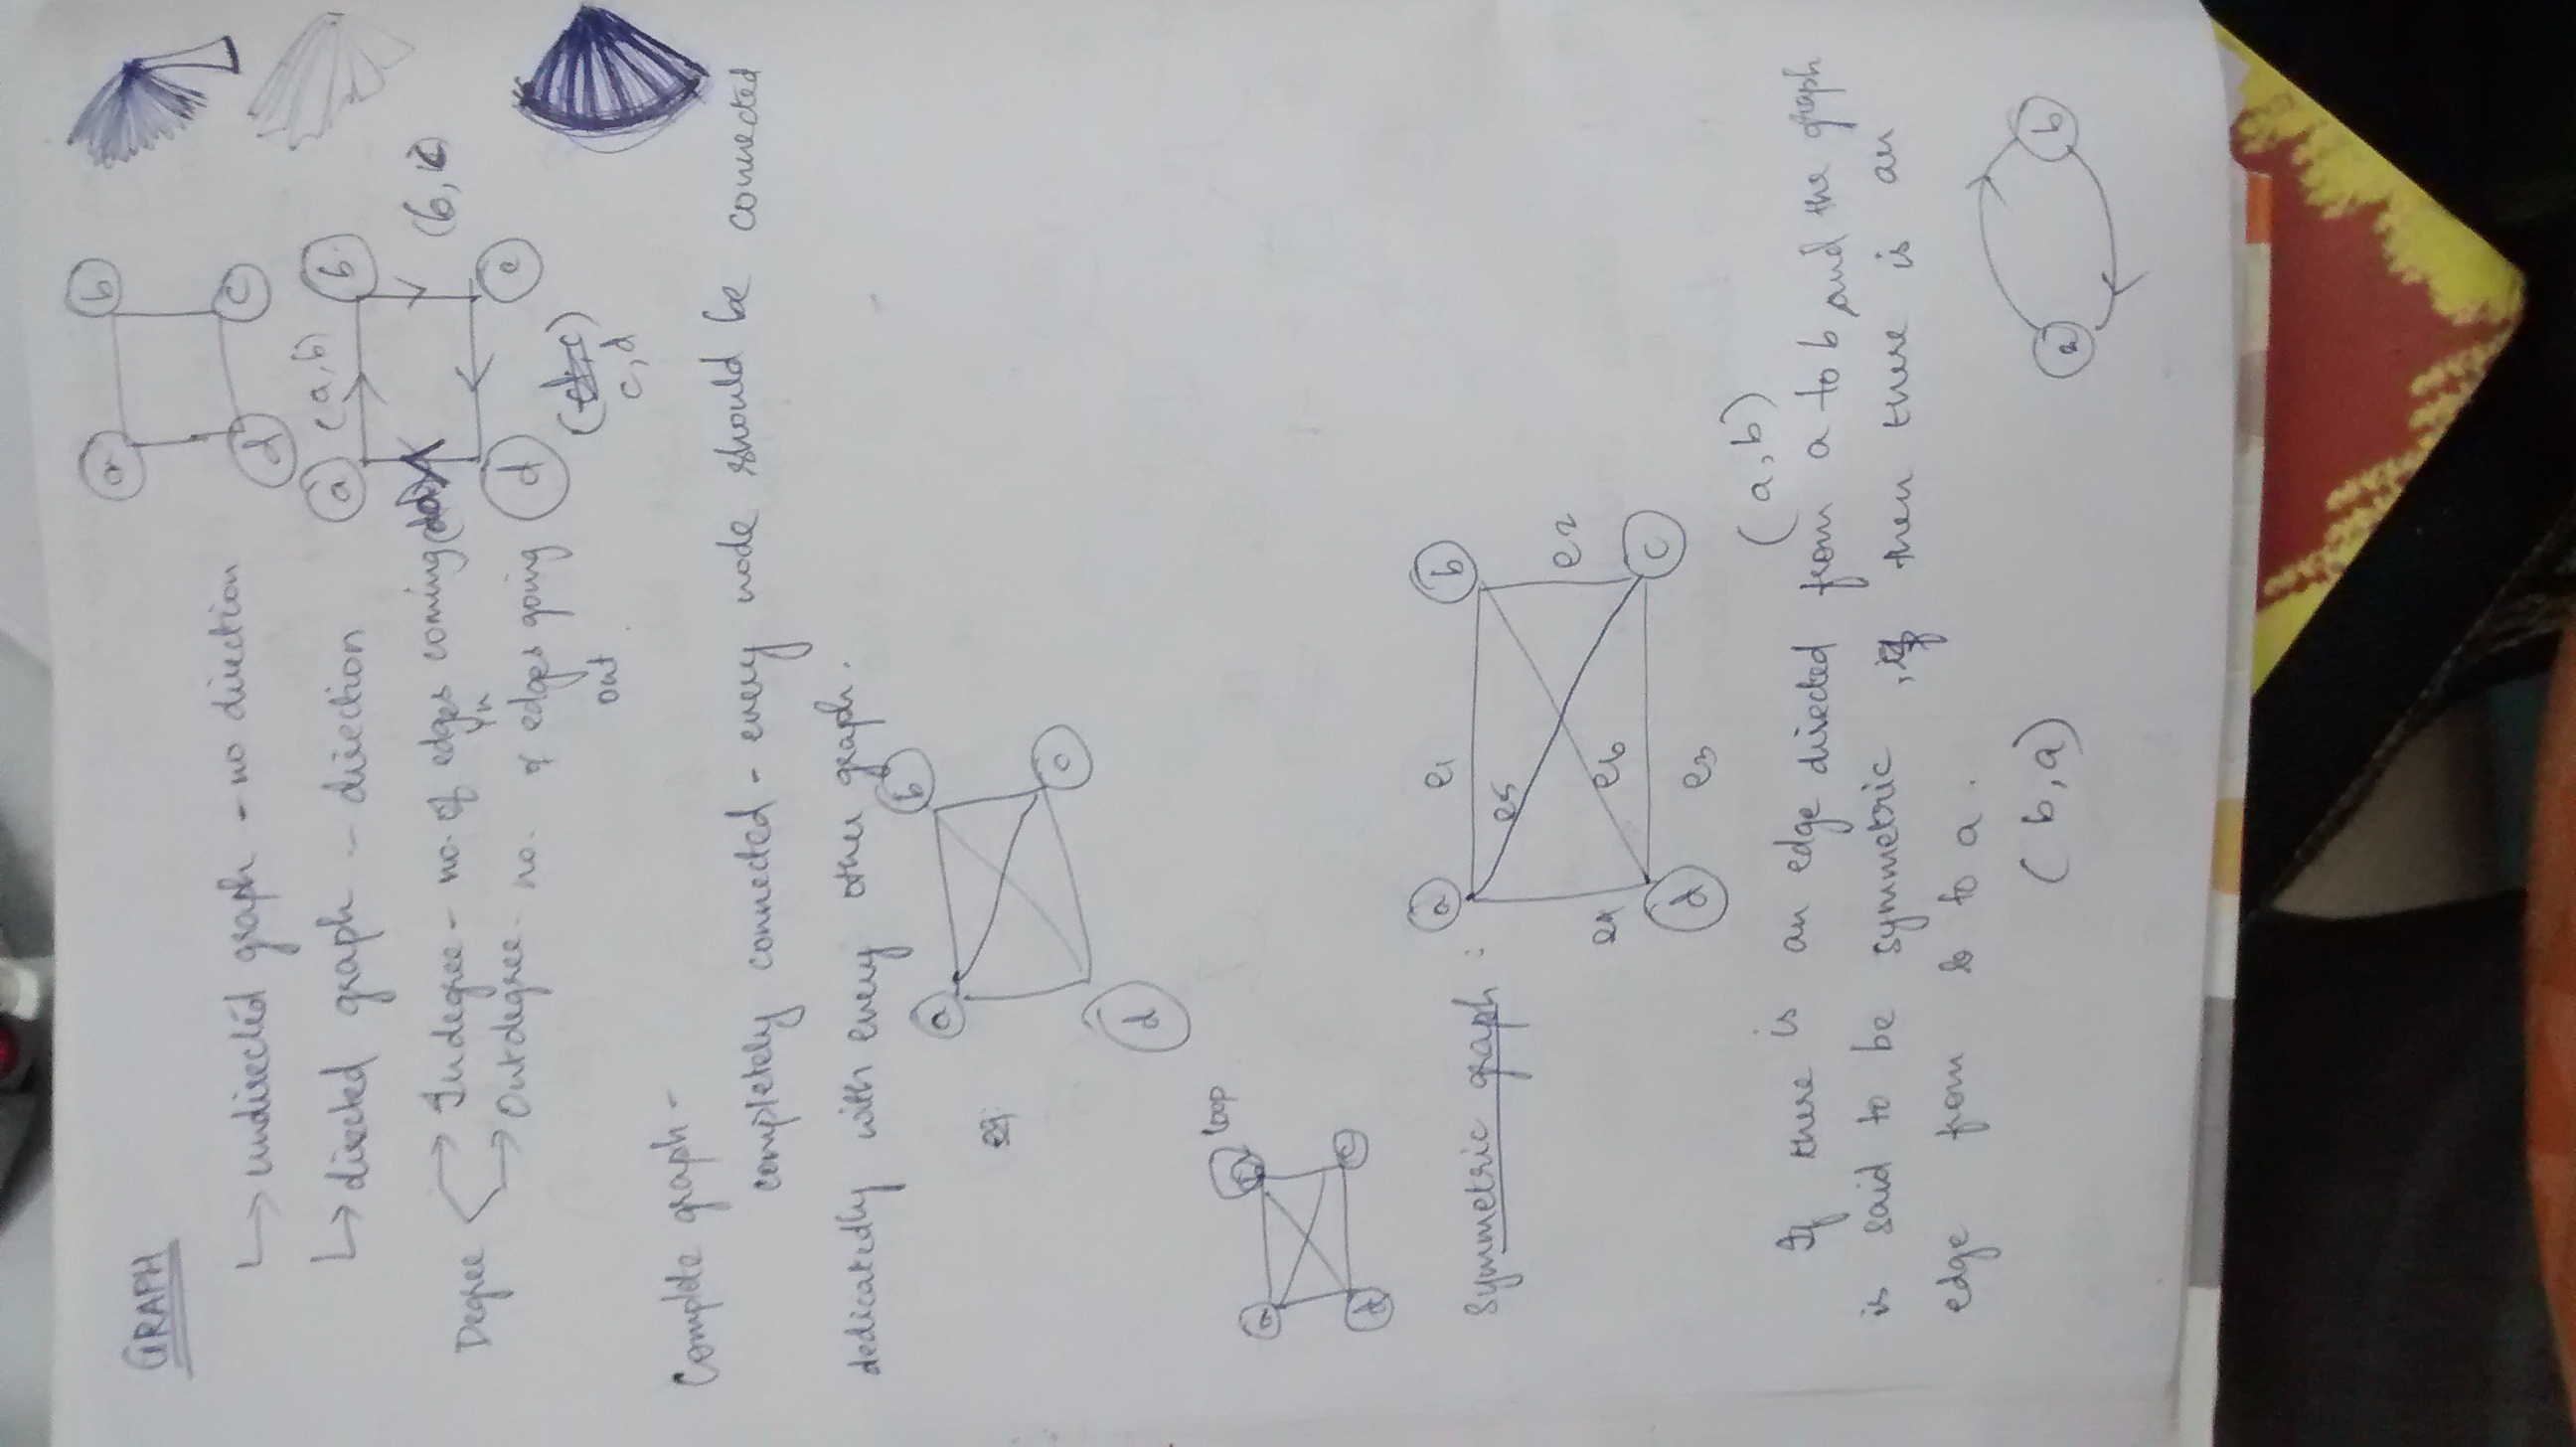 GRAPH
a b
↳ undirected graph - no direction
d c
a (a,b) b
↳ directed graph - direction
Degree → Indegree - no. of edges coming in
(b, c)
→ Outdegree - no. of edges going out
d c
c, d
Complete graph -
completely connected - every node should be connected
dedicatedly with every other graph.
a b
eg:
c
d
loop
a b
d c
a e1 b
Symmetric graph :
e5
e2
e4 e6
d e3 c
(a,b)
If there is an edge directed from a to b and the graph
is said to be symmetric, then there is an
edge from b to a.
(b,a)
a b